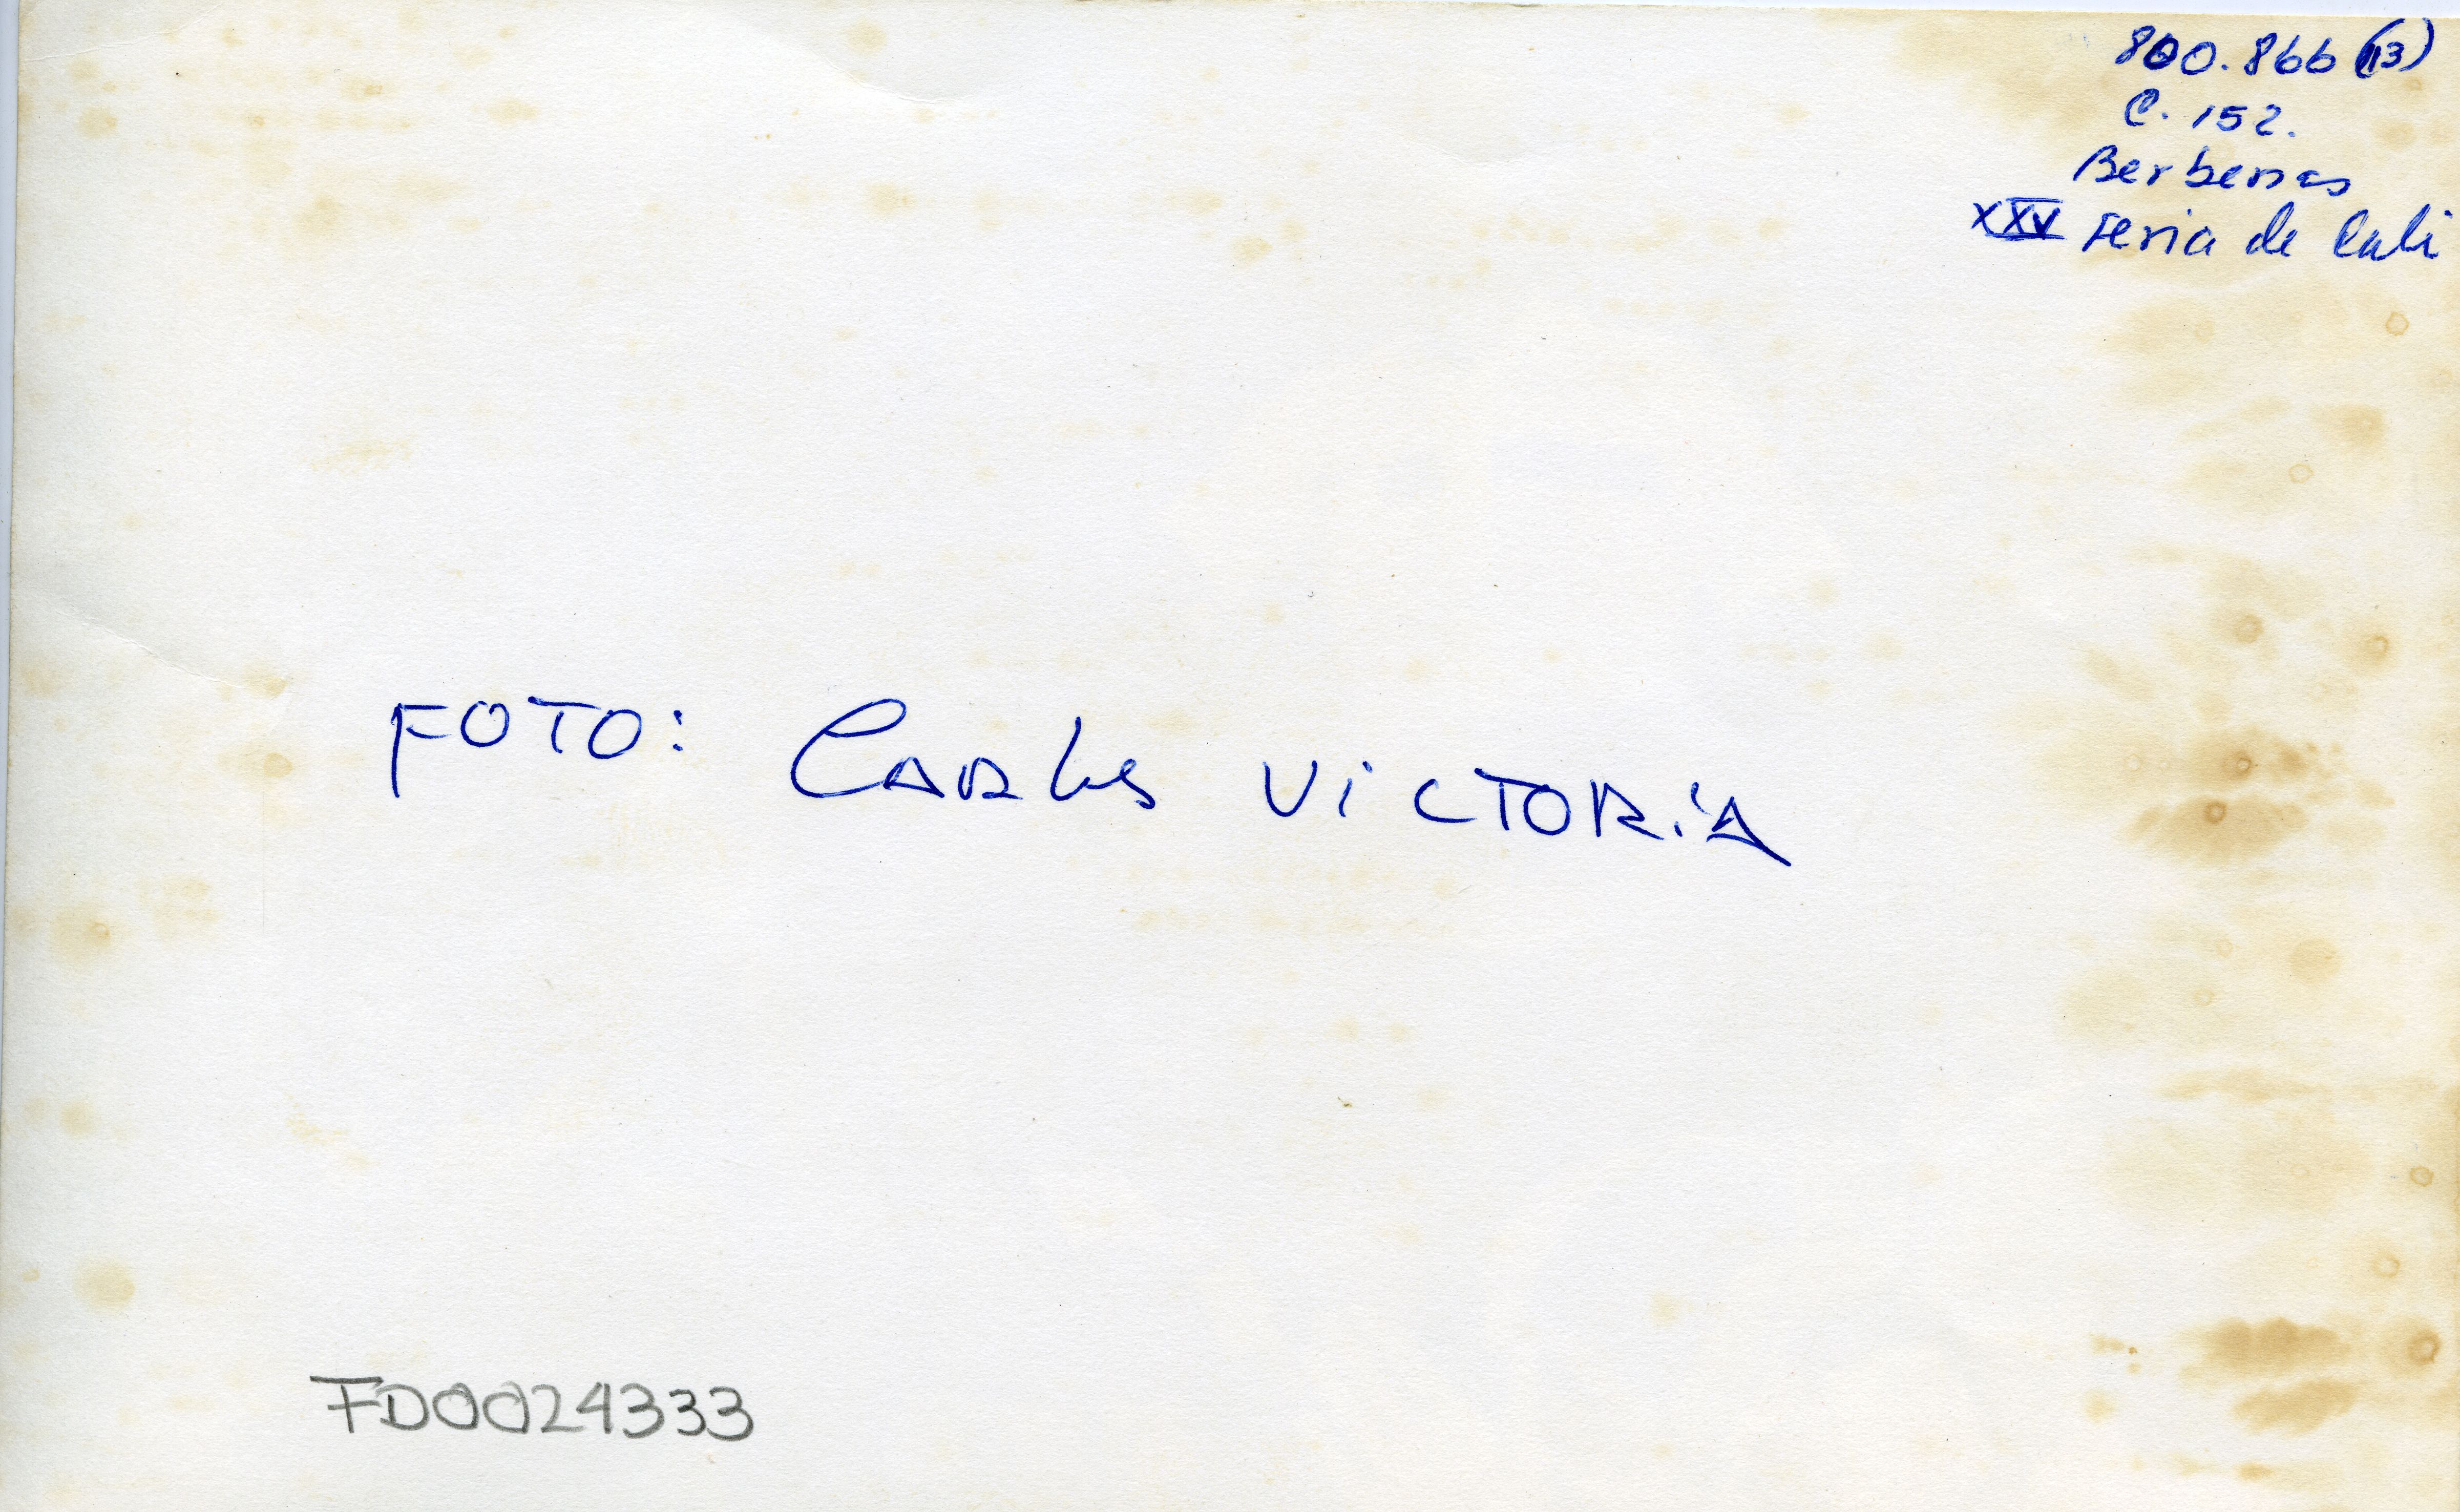 800.866 (13)
C. 152.
Berbenas
XXV Feria de Cali
FOTO: Carlos Victoria
FD0024333